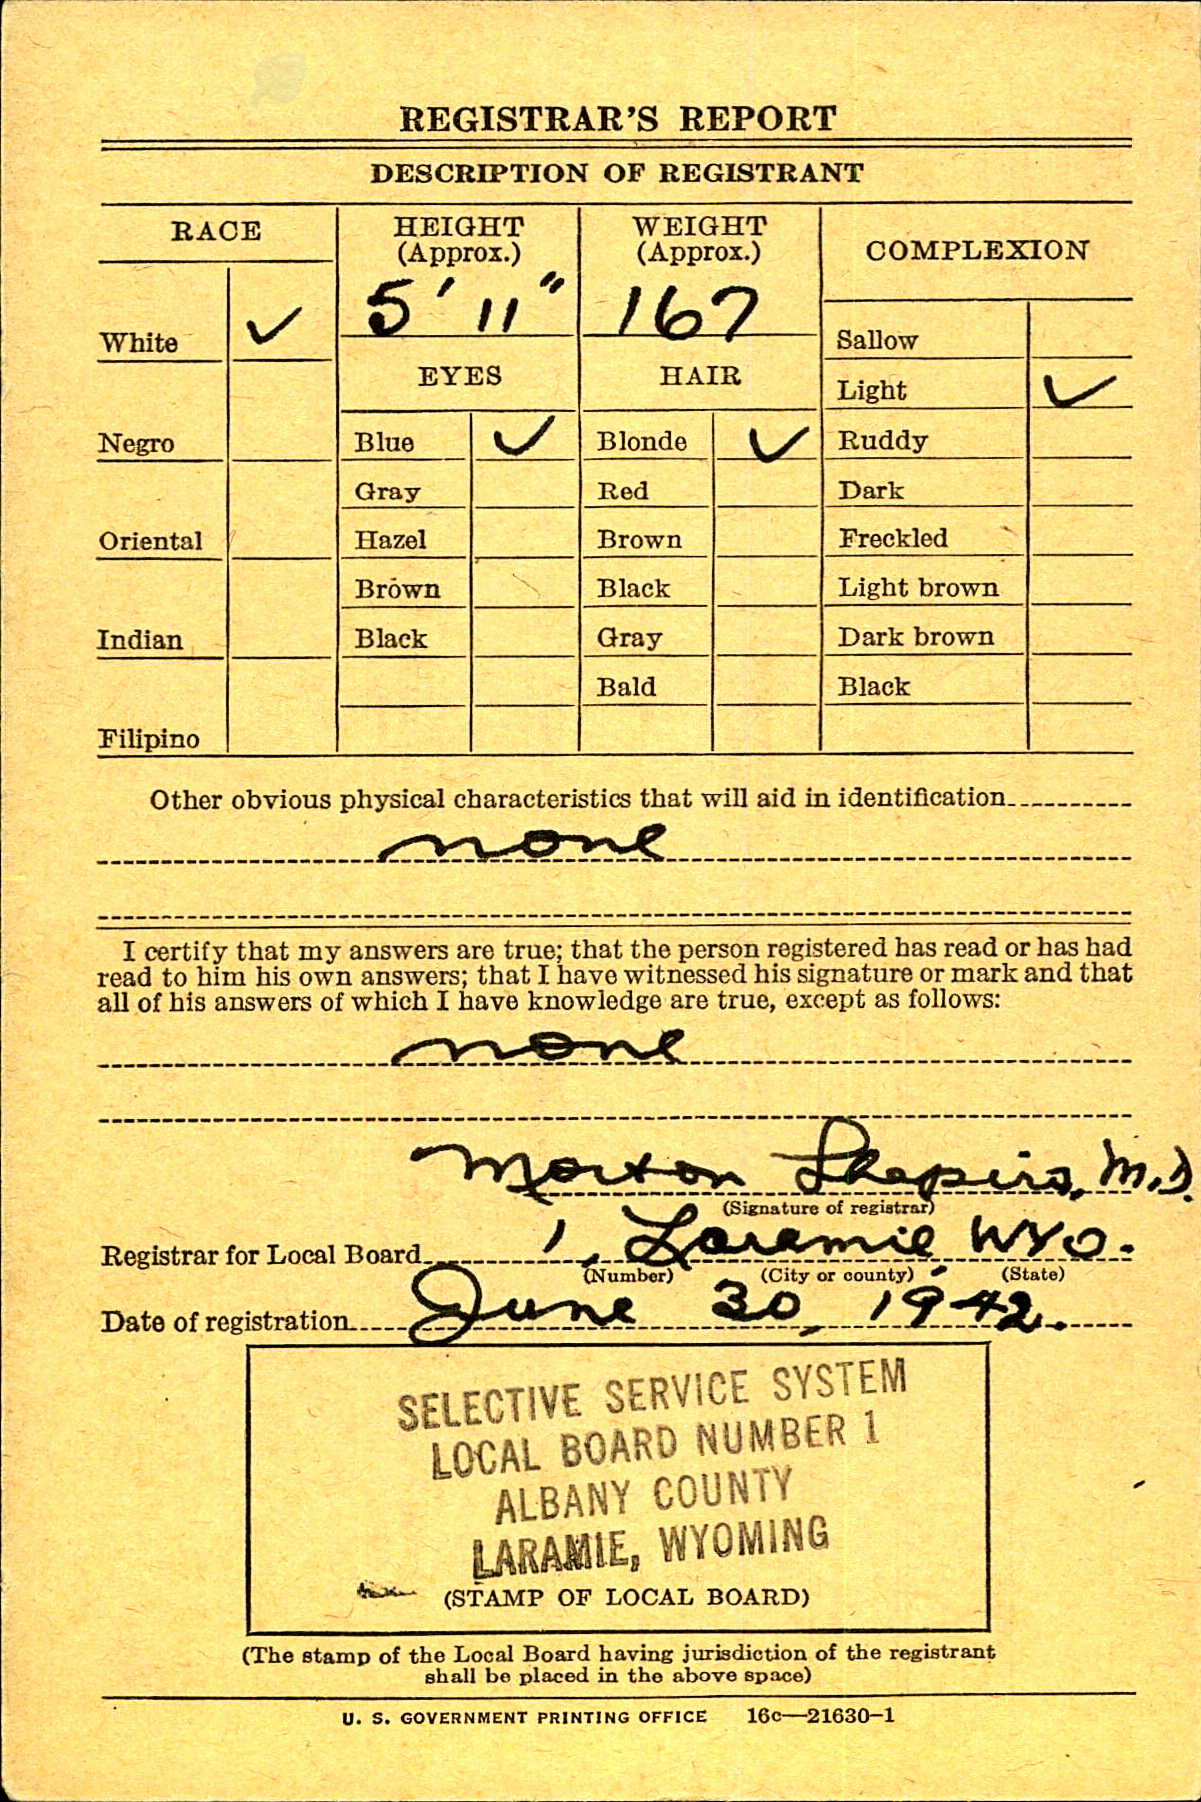 REGISTRAR'S REPORT
DESCRIPTION OF REGISTRANT
RACE
HEIGHT
(Approx.)
WEIGHT
(Approx.)
COMPLEXION
5' 11"
167
White ✓
Sallow
EYES
HAIR
Light ✓
Negro
Blue ✓
Blonde ✓
Ruddy
Gray
Red
Dark
Oriental
Hazel
Brown
Freckled
Brown
Black
Light brown
Indian
Black
Gray
Dark brown
Bald
Black
Filipino
Other obvious physical characteristics that will aid in identification
none
I certify that my answers are true; that the person registered has read or has had
read to him his own answers; that I have witnessed his signature or mark and that
all of his answers of which I have knowledge are true, except as follows:
none
Morton Shapiro, M.D.
(Signature of registrar)
Registrar for Local Board 1, Laramie, WYO.
(Number) (City or county) (State)
Date of registration June 30, 1942.
SELECTIVE SERVICE SYSTEM
LOCAL BOARD NUMBER 1
ALBANY COUNTY
LARAMIE, WYOMING
(STAMP OF LOCAL BOARD)
(The stamp of the Local Board having jurisdiction of the registrant
shall be placed in the above space)
U. S. GOVERNMENT PRINTING OFFICE 16c—21630-1